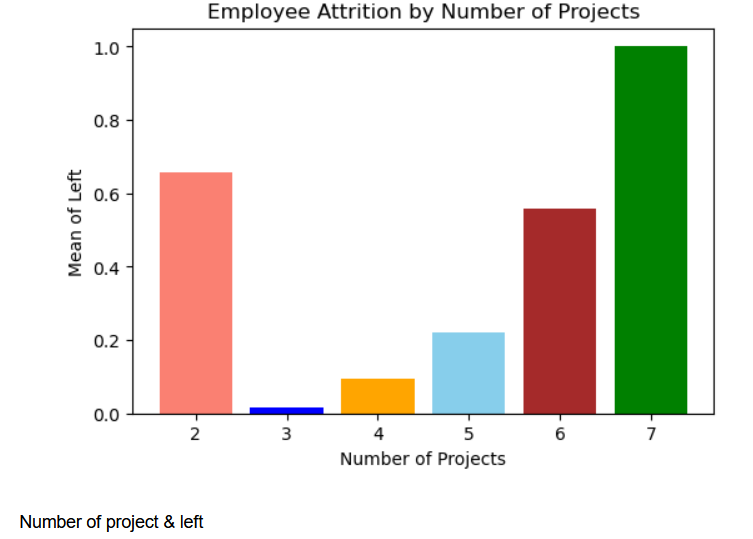 Employee Attrition by Number of Projects
Mean of Left
1.0
0.8
0.6
0.4
0.2
0.0
2 3 4 5 6 7
Number of Projects
Number of project & left